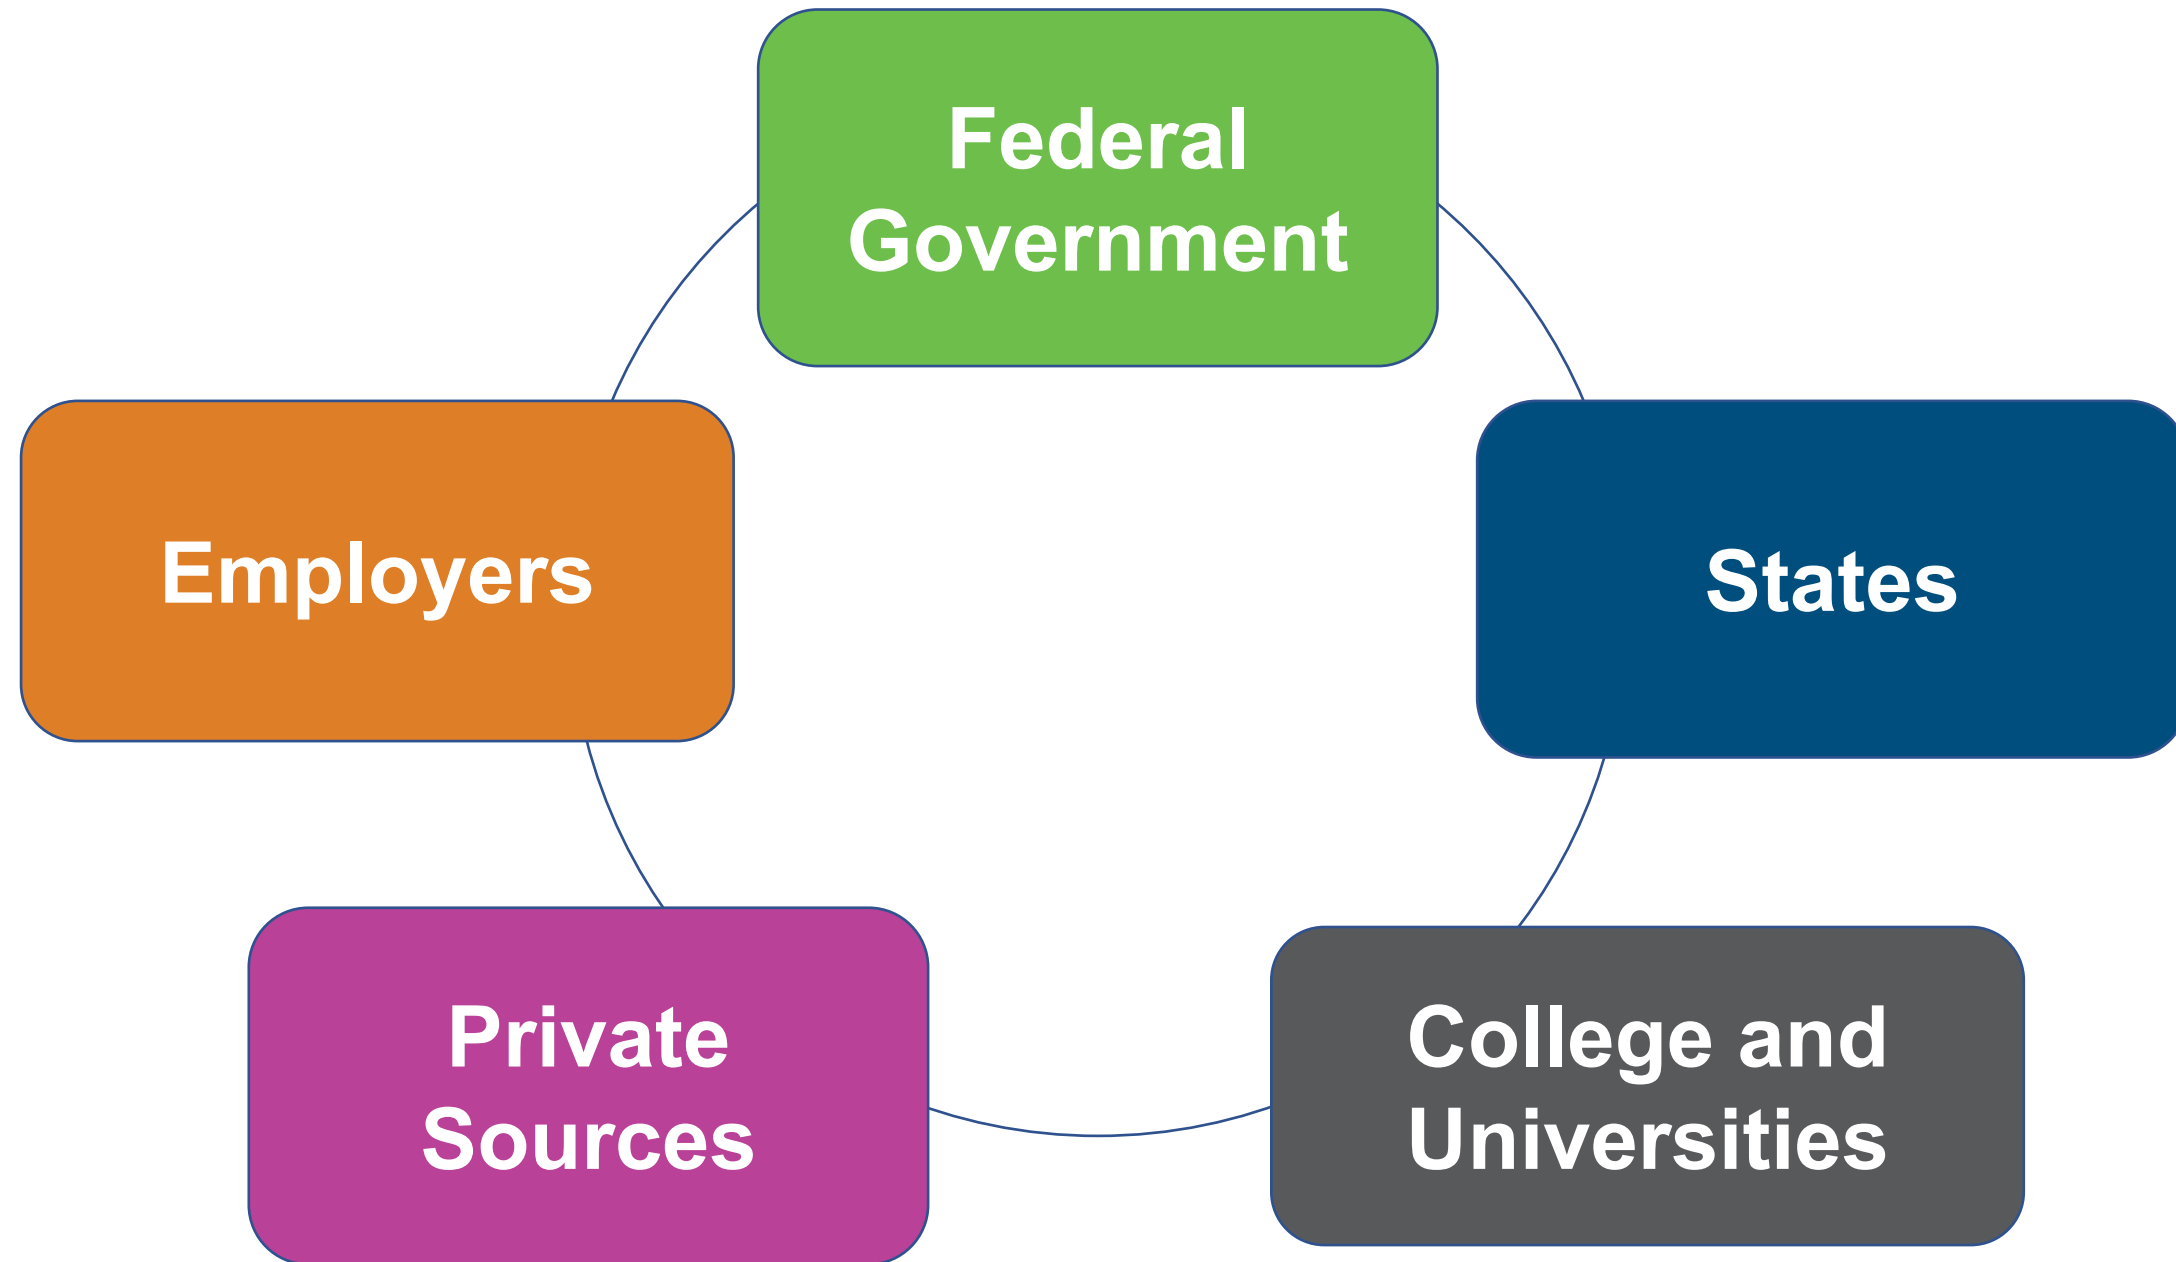 Federal
Government
Employers
States
Private
Sources
College and
Universities